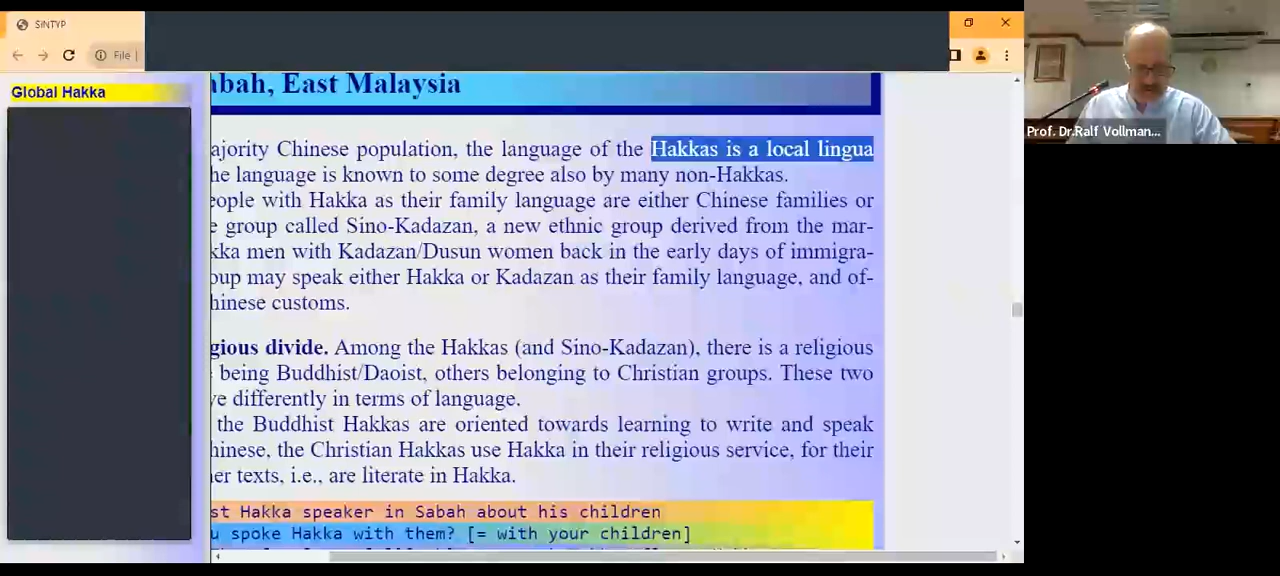 SiNTYP
File
Global Hakka
abah, East Malaysia
ajority Chinese population, the language of the Hakkas is a local lingua
he language is known to some degree also by many non-Hakkas.
eople with Hakka as their family language are either Chinese families or
e group called Sino-Kadazan, a new ethnic group derived from the mar-
kka men with Kadazan/Dusun women back in the early days of immigra-
oup may speak either Hakka or Kadazan as their family language, and of-
hinese customs.
gious divide. Among the Hakkas (and Sino-Kadazan), there is a religious
being Buddhist/Daoist, others belonging to Christian groups. These two
ve differently in terms of language.
the Buddhist Hakkas are oriented towards learning to write and speak
hinese, the Christian Hakkas use Hakka in their religious service, for their
er texts, i.e., are literate in Hakka.
st Hakka speaker in Sabah about his children
u spoke Hakka with them? [= with your children]
Prof. Dr.Ralf Vollman...